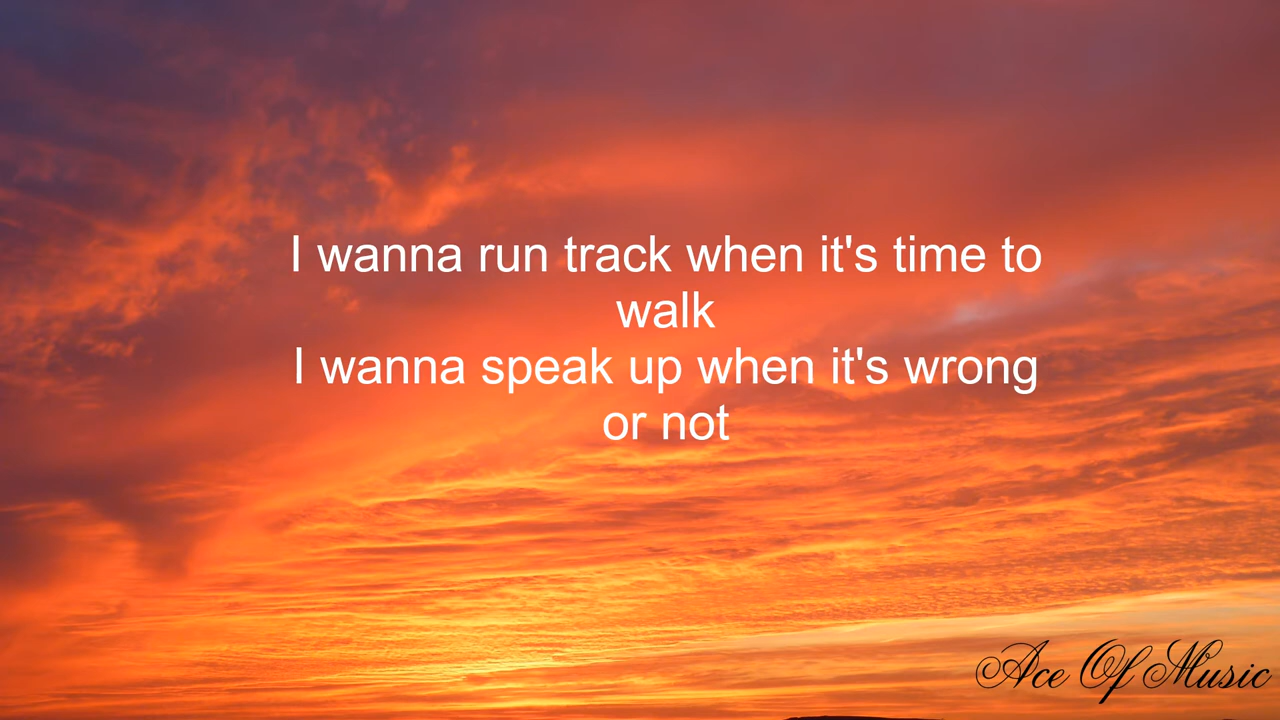 I wanna run track when it's time to
walk
I wanna speak up when it's wrong
or not
Ace Of Music